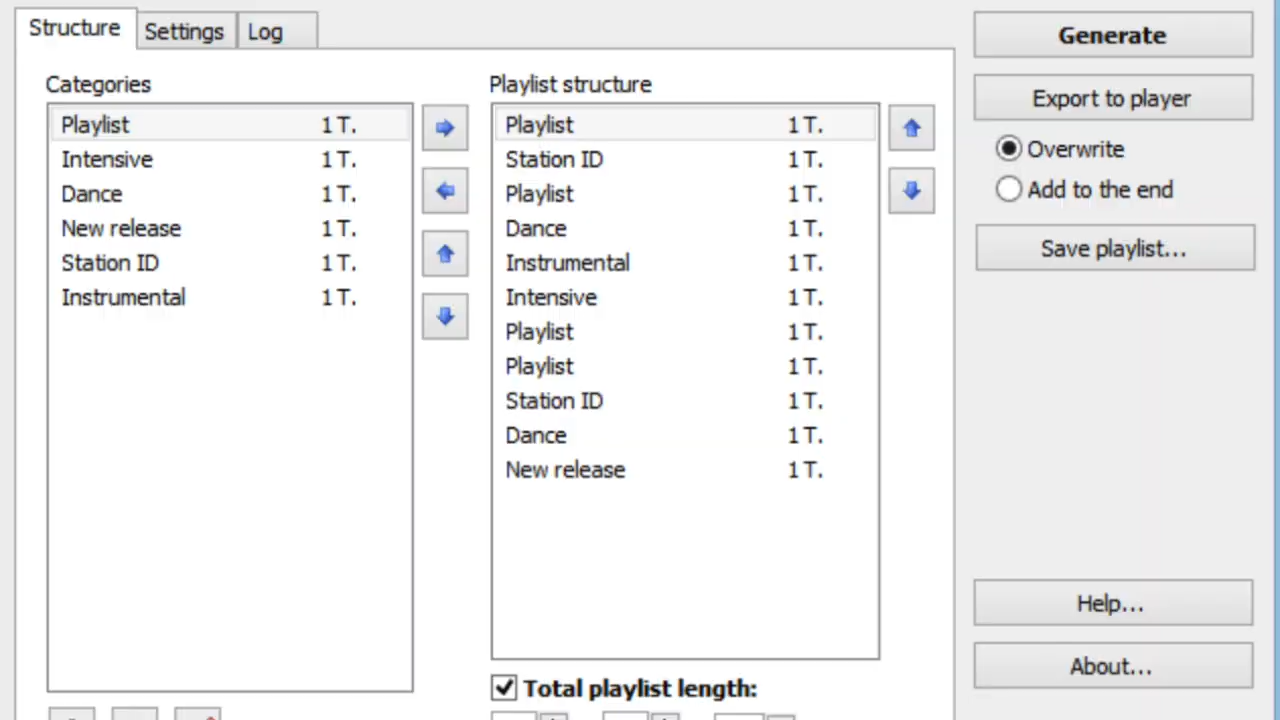 Structure
Settings
Log
Categories
Playlist 1 T.
Intensive 1 T.
Dance 1 T.
New release 1 T.
Station ID 1 T.
Instrumental 1 T.
Playlist structure
Playlist 1 T.
Station ID 1 T.
Playlist 1 T.
Dance 1 T.
Instrumental 1 T.
Intensive 1 T.
Playlist 1 T.
Playlist 1 T.
Station ID 1 T.
Dance 1 T.
New release 1 T.
Total playlist length:
Generate
Export to player
Overwrite
Add to the end
Save playlist...
Help...
About...